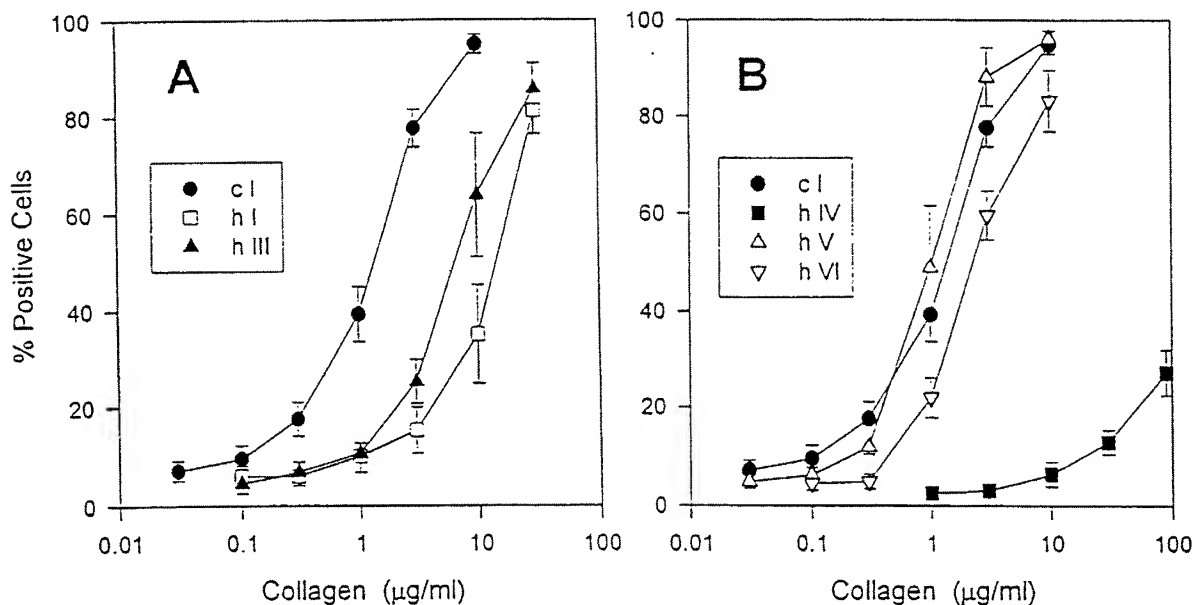 A
B
% Positive Cells
100
80
60
40
20
0
c I
h I
h III
0.01 0.1 1 10 100
Collagen (µg/ml)
100
80
60
40
20
0
c I
h IV
h V
h VI
0.01 0.1 1 10 100
Collagen (µg/ml)